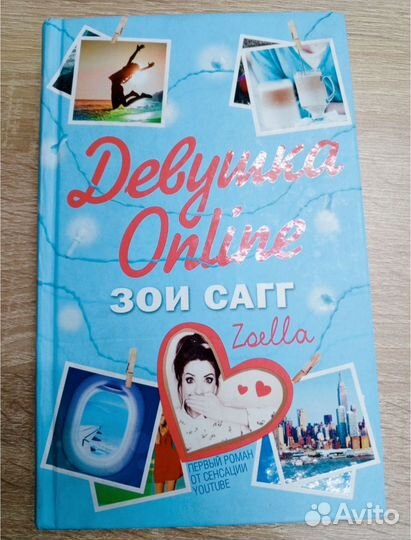 Девушка
Online
ЗОИ САГГ
Zoella
ПЕРВЫЙ РОМАН
ОТ СЕНСАЦИИ
YOUTUBE
Avito